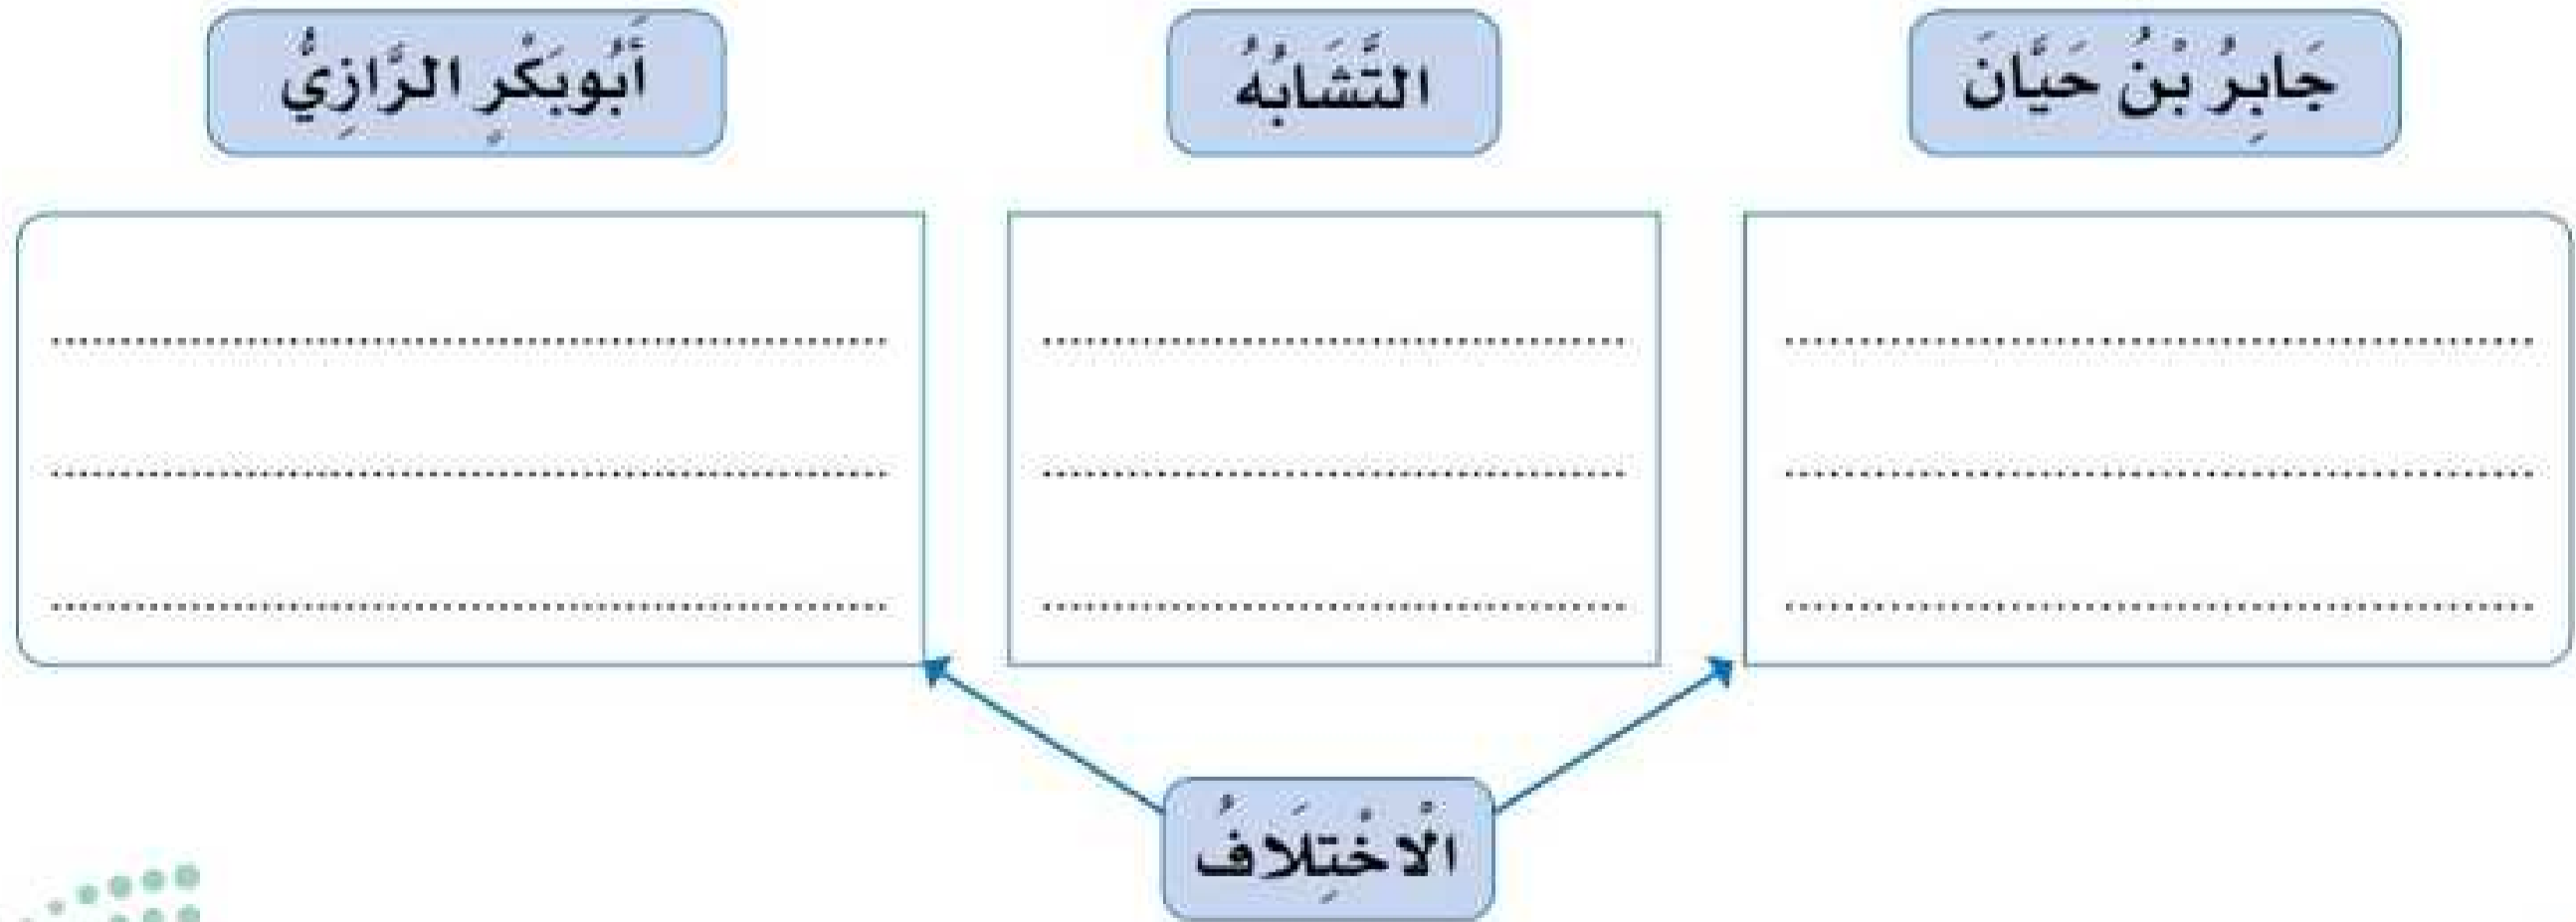 جَابِرُ بْنُ حَيَّانَ
التَّشَابُهُ
أَبُوبَكْرٍ الرَّازِيُّ
الْاخْتِلَافُ